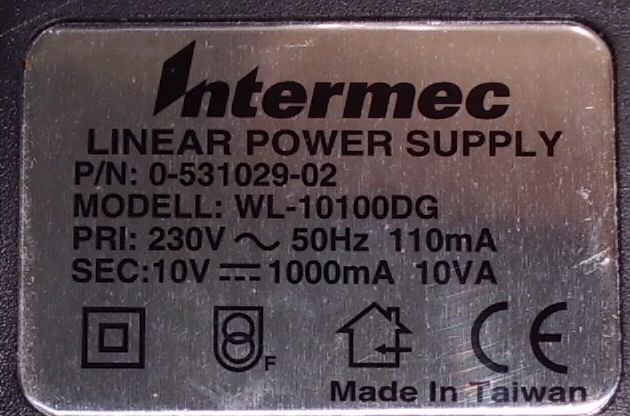 Intermec
LINEAR POWER SUPPLY
P/N: 0-531029-02
MODELL: WL-10100DG
PRI: 230V ～ 50Hz 110mA
SEC:10V ⎓ 1000mA 10VA
F
CE
Made In Taiwan